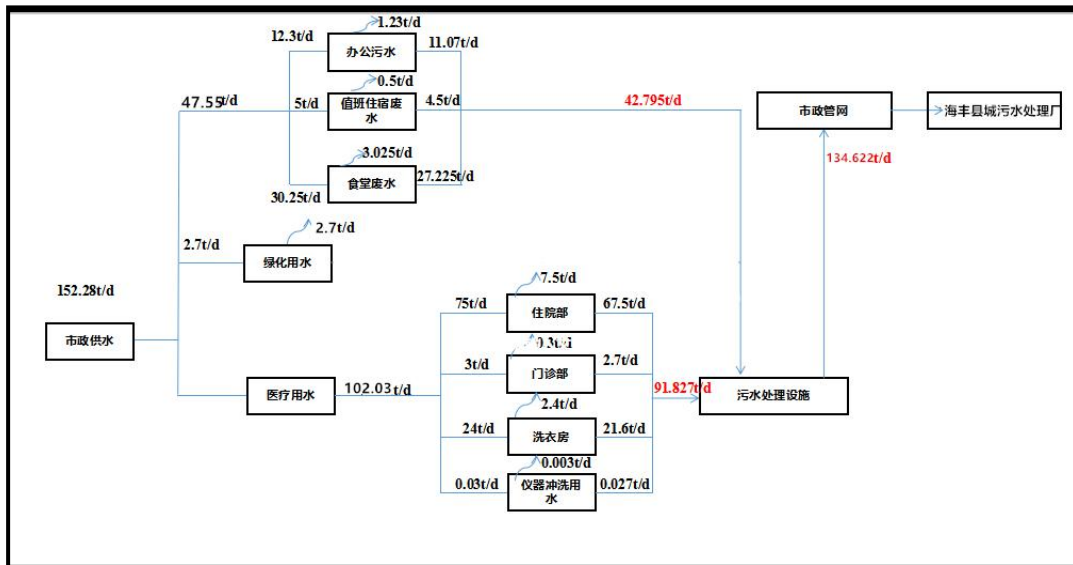 1.23t/d
12.3t/d
办公污水
11.07t/d
0.5t/d
47.55t/d
5t/d
值班住宿废
水
4.5t/d
42.795t/d
市政管网
海丰县城污水处理厂
3.025t/d
134.622t/d
食堂废水
27.225t/d
30.25t/d
2.7t/d
2.7t/d
绿化用水
152.28t/d
7.5t/d
75t/d
住院部
67.5t/d
市政供水
0.3t/d
3t/d
门诊部
2.7t/d
医疗用水
102.03t/d
91.827t/d
污水处理设施
2.4t/d
24t/d
洗衣房
21.6t/d
0.003t/d
0.03t/d
仪器冲洗用
水
0.027t/d